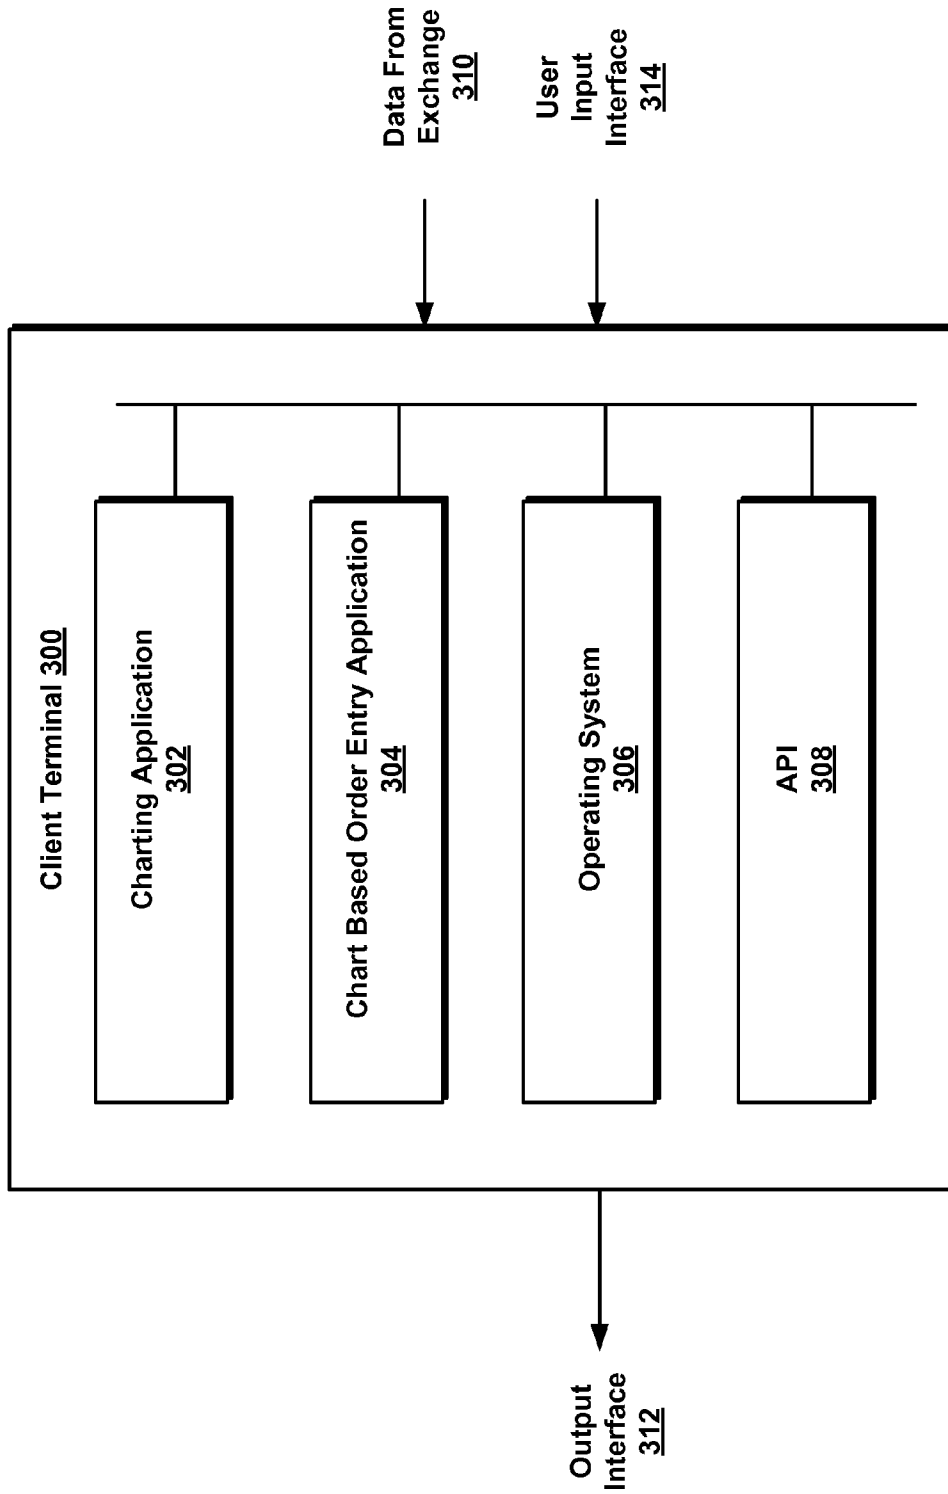 Client Terminal 300
Charting Application
302
Chart Based Order Entry Application
304
Operating System
306
API
308
Data From
Exchange
310
User
Input
Interface
314
Output
Interface
312